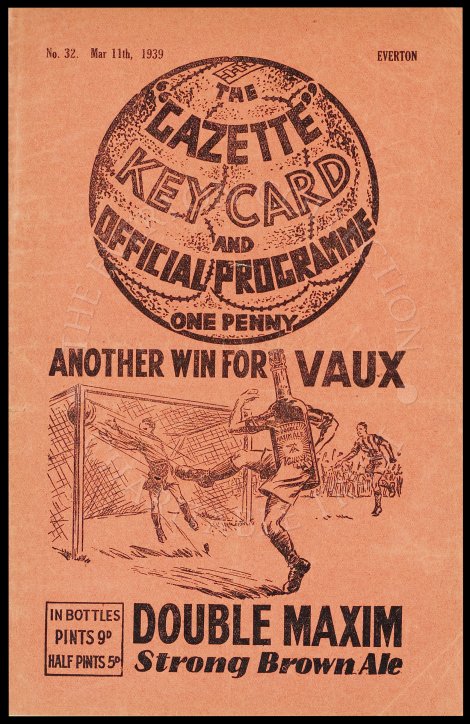 No. 32. Mar 11th, 1939 EVERTON
THE
"GAZETTE"
KEY CARD
AND
OFFICIAL PROGRAMME
ONE PENNY
ANOTHER WIN FOR VAUX
IN BOTTLES
PINTS 9D
HALF PINTS 5D
DOUBLE MAXIM
Strong Brown Ale